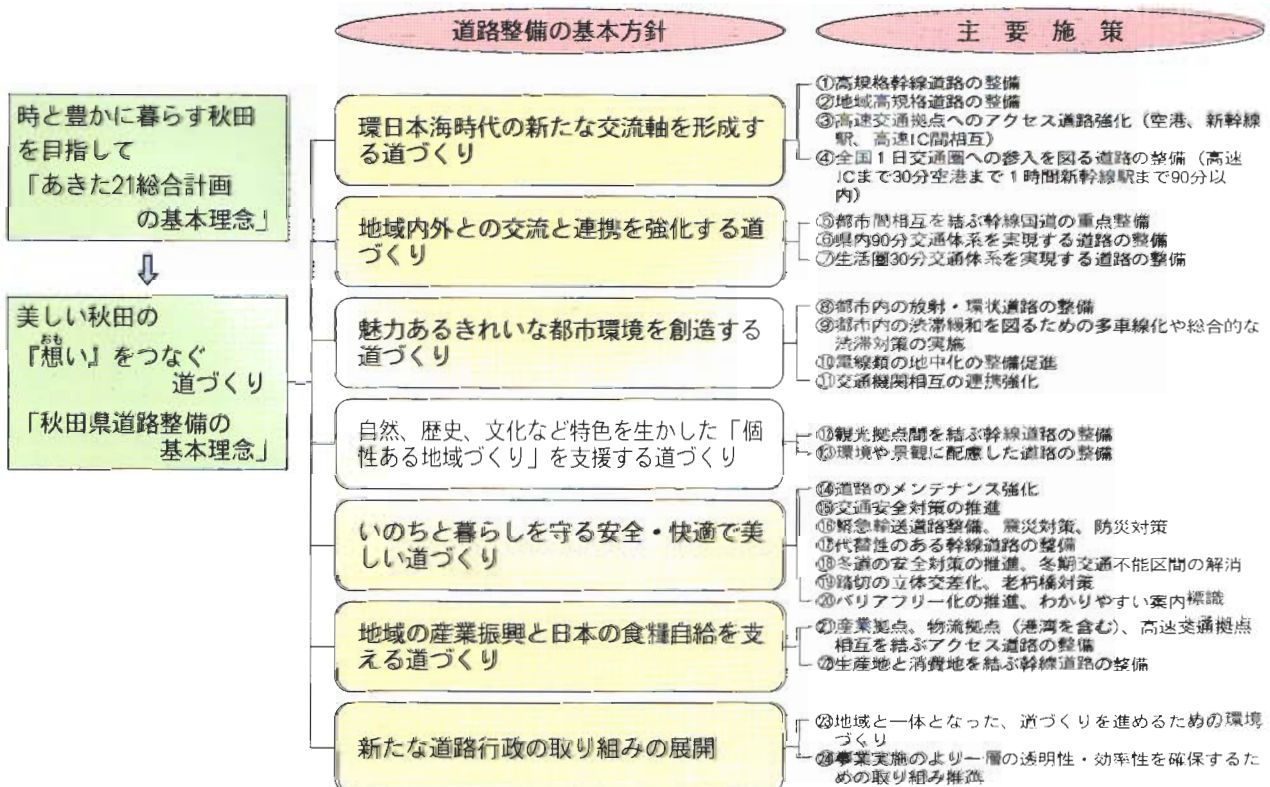 道路整備の基本方針
主要施策
時と豊かに暮らす秋田
を目指して
「あきた21総合計画
の基本理念」
⇩
美しい秋田の
『想い』をつなぐ
おも
道づくり
「秋田県道路整備の
基本理念」
環日本海時代の新たな交流軸を形成す
る道づくり
①高規格幹線道路の整備
②地域高規格道路の整備
③高速交通拠点へのアクセス道路強化（空港、新幹線
駅、高速IC間相互）
④全国１日交通圏への参入を図る道路の整備（高速
ICまで30分空港まで１時間新幹線駅まで90分以
内）
地域内外との交流と連携を強化する道
づくり
⑤都市間相互を結ぶ幹線国道の重点整備
⑥県内90分交通体系を実現する道路の整備
⑦生活圏30分交通体系を実現する道路の整備
魅力あるきれいな都市環境を創造する
道づくり
⑧都市内の放射・環状道路の整備
⑨都市内の渋滞緩和を図るための多車線化や総合的な
渋滞対策の実施
⑩電線類の地中化の整備促進
⑪交通機関相互の連携強化
自然、歴史、文化など特色を生かした「個
性ある地域づくり」を支援する道づくり
⑫観光拠点間を結ぶ幹線道路の整備
⑬環境や景観に配慮した道路の整備
いのちと暮らしを守る安全・快適で美
しい道づくり
⑭道路のメンテナンス強化
⑮交通安全対策の推進
⑯緊急輸送道路整備、震災対策、防災対策
⑰代替性のある幹線道路の整備
⑱冬道の安全対策の推進、冬期交通不能区間の解消
⑲踏切の立体交差化、老朽橋対策
⑳バリアフリー化の推進、わかりやすい案内標識
地域の産業振興と日本の食糧自給を支
える道づくり
㉑産業拠点、物流拠点（港湾を含む）、高速交通拠点
相互を結ぶアクセス道路の整備
㉒生産地と消費地を結ぶ幹線道路の整備
新たな道路行政の取り組みの展開
㉓地域と一体となった、道づくりを進めるための環境
づくり
㉔事業実施のより一層の透明性・効率性を確保するた
めの取り組み推進